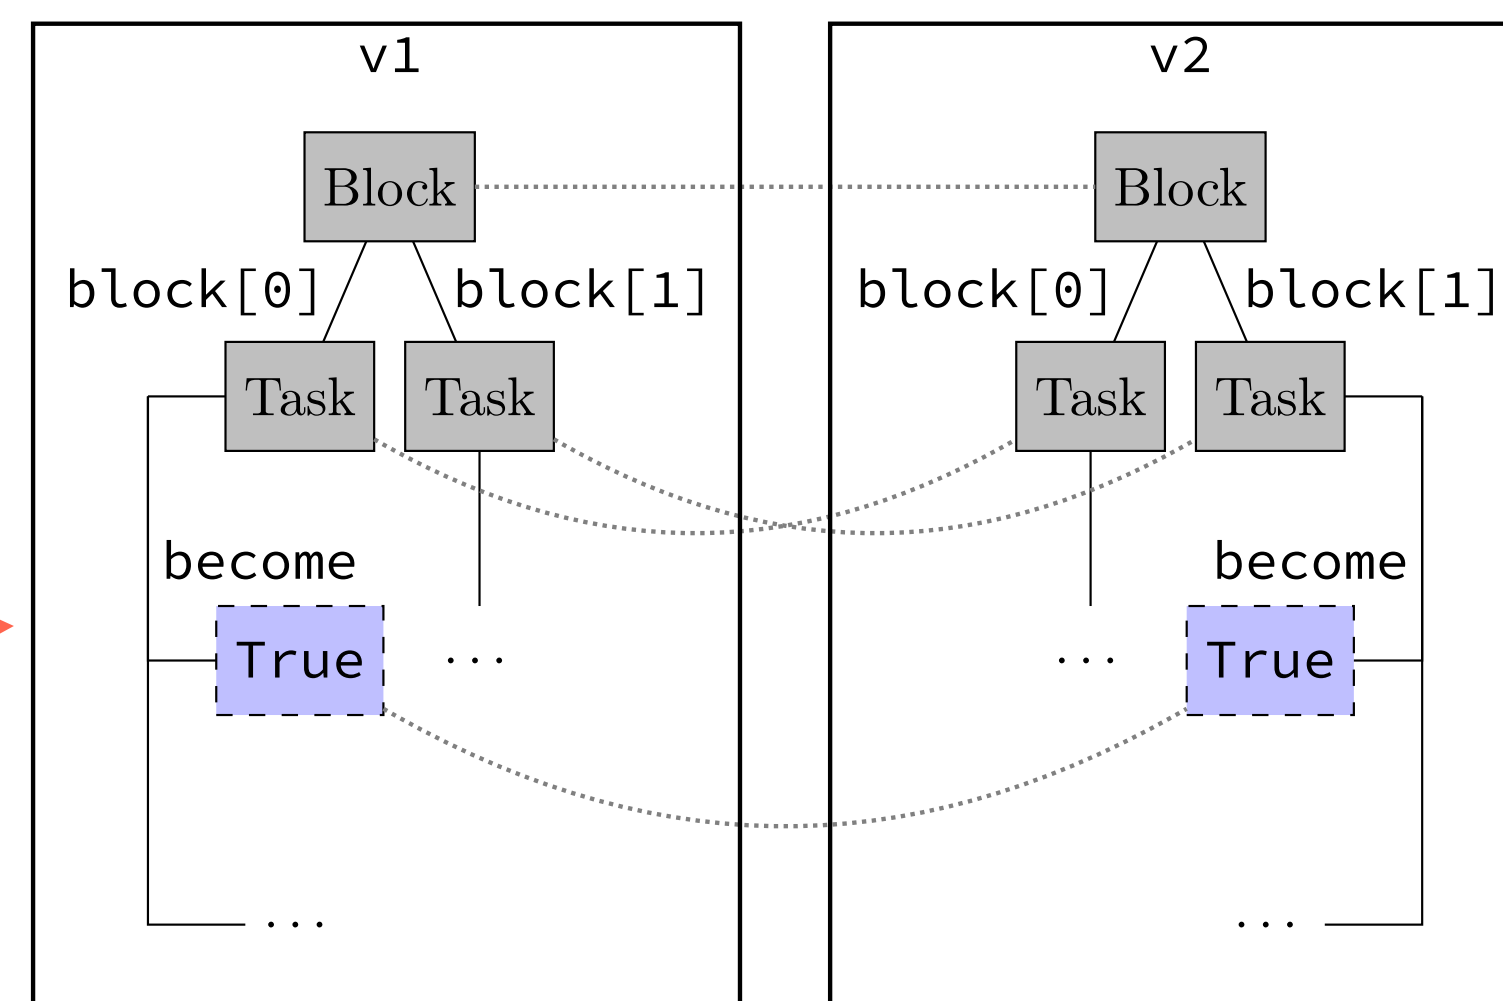 v1
Block
block[0] block[1]
Task Task
become
True ...
...
v2
Block
block[0] block[1]
Task Task
become
... True
...